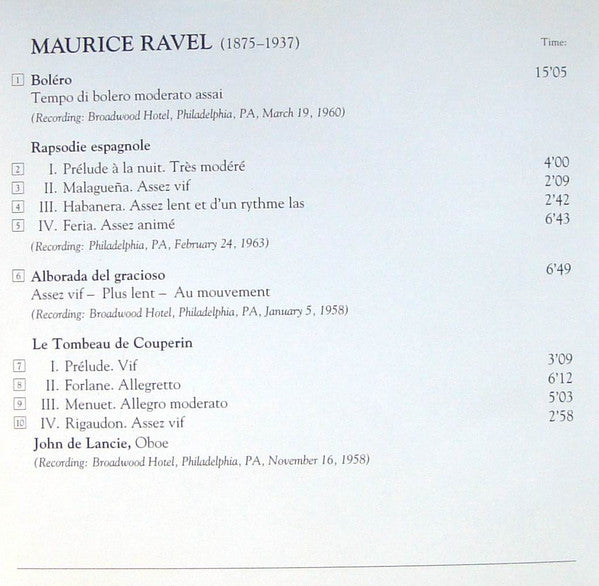 MAURICE RAVEL (1875–1937) Time:
1 Boléro 15'05
Tempo di bolero moderato assai
(Recording: Broadwood Hotel, Philadelphia, PA, March 19, 1960)
Rapsodie espagnole
2 I. Prélude à la nuit. Très modéré 4'00
3 II. Malagueña. Assez vif 2'09
4 III. Habanera. Assez lent et d'un rythme las 2'42
5 IV. Feria. Assez animé 6'43
(Recording: Philadelphia, PA, February 24, 1963)
6 Alborada del gracioso 6'49
Assez vif – Plus lent – Au mouvement
(Recording: Broadwood Hotel, Philadelphia, PA, January 5, 1958)
Le Tombeau de Couperin
7 I. Prélude. Vif 3'09
8 II. Forlane. Allegretto 6'12
9 III. Menuet. Allegro moderato 5'03
10 IV. Rigaudon. Assez vif 2'58
John de Lancie, Oboe
(Recording: Broadwood Hotel, Philadelphia, PA, November 16, 1958)